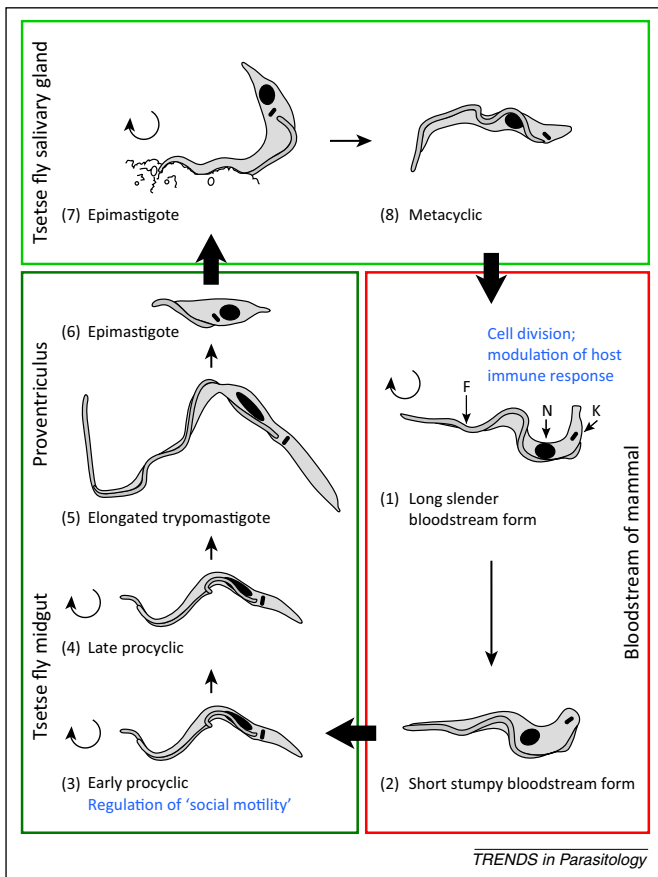 Tsetse fly salivary gland
(7) Epimastigote
(8) Metacyclic
Proventriculus
Tsetse fly midgut
(6) Epimastigote
(5) Elongated trypomastigote
(4) Late procyclic
(3) Early procyclic
Regulation of ‘social motility’
Bloodstream of mammal
Cell division;
modulation of host
immune response
F
N
K
(1) Long slender
bloodstream form
(2) Short stumpy bloodstream form
TRENDS in Parasitology